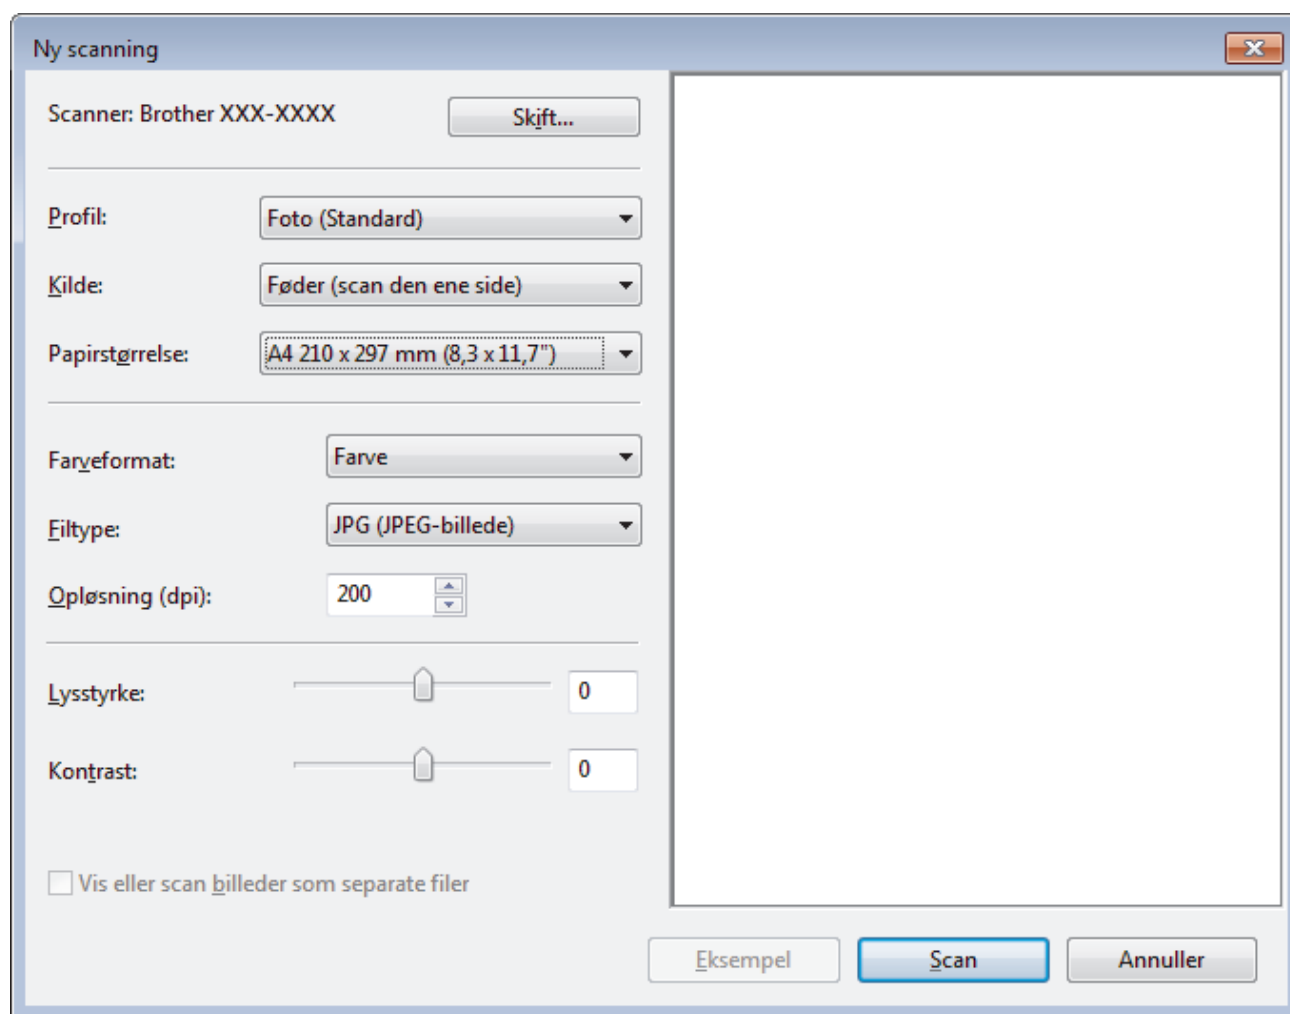 Ny scanning
Scanner: Brother XXX-XXXX
Skift...
Profil:
Foto (Standard)
Kilde:
Føder (scan den ene side)
Papirstørrelse:
A4 210 x 297 mm (8,3 x 11,7")
Farveformat:
Farve
Filtype:
JPG (JPEG-billede)
Opløsning (dpi):
200
Lysstyrke:
0
Kontrast:
0
Vis eller scan billeder som separate filer
Eksempel
Scan
Annuller